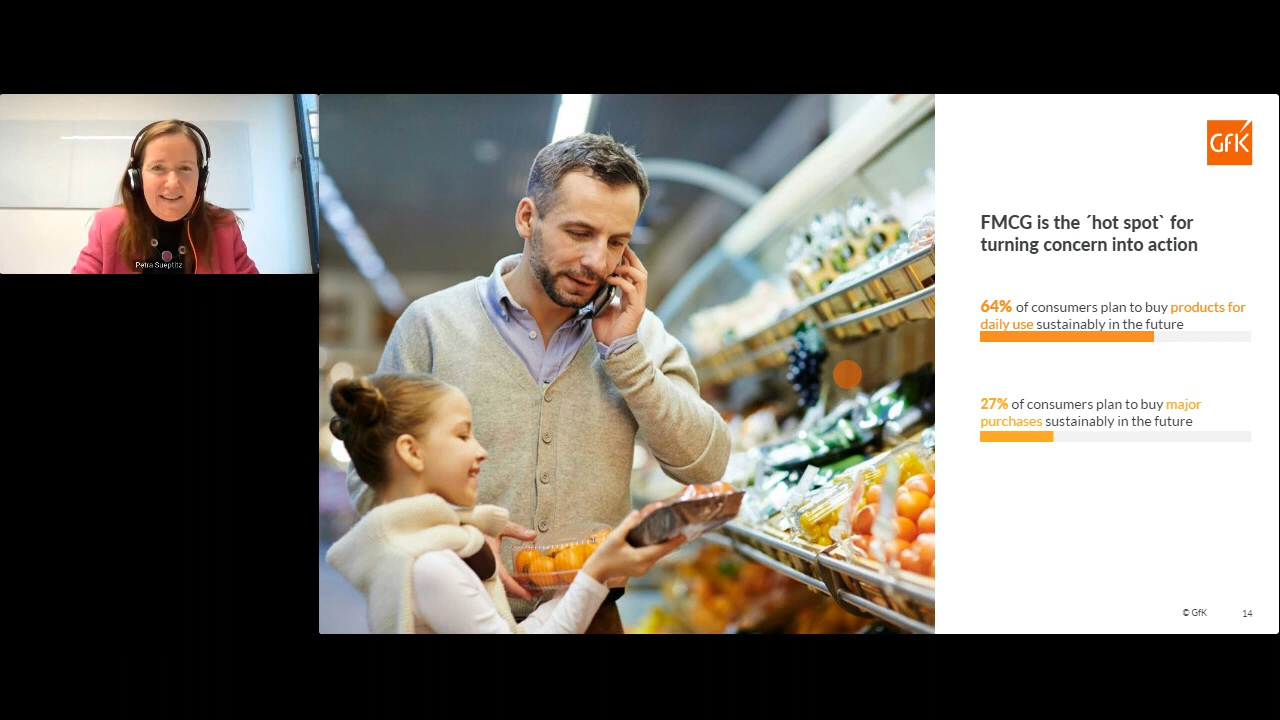 Petra Sueptitz
GfK
FMCG is the ´hot spot` for
turning concern into action
64% of consumers plan to buy products for
daily use sustainably in the future
27% of consumers plan to buy major
purchases sustainably in the future
© GfK
14